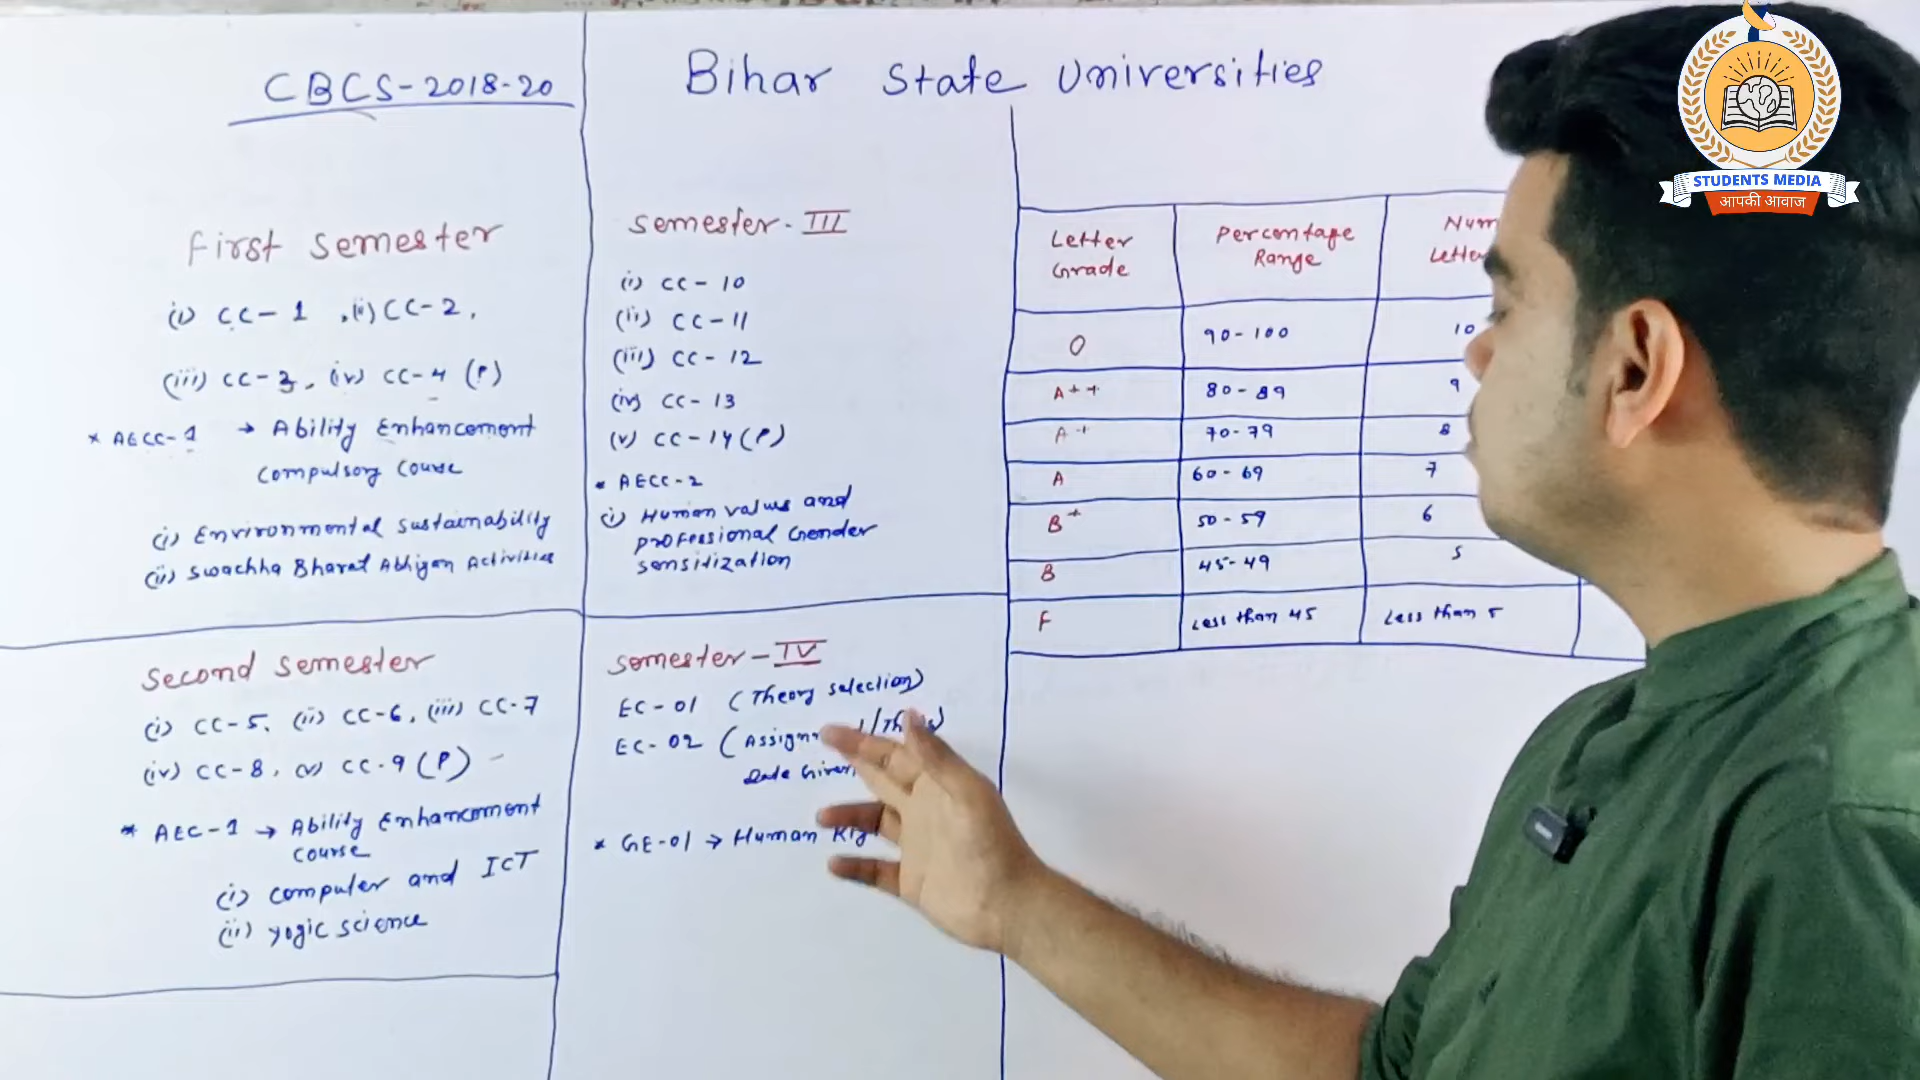 CBCS-2018-20
Bihar State Universities
First Semester
(i) CC-1, (ii) CC-2,
(iii) CC-3, (iv) CC-4 (P)
* AECC-1 → Ability Enhancement
Compulsory Course
(i) Environmental Sustainability
(ii) Swachha Bharat Abhiyan Activities
Second Semester
(i) CC-5, (ii) CC-6, (iii) CC-7
(iv) CC-8, (v) CC-9 (P)
* AEC-1 → Ability Enhancement
Course
(i) Computer and ICT
(ii) Yogic Science
Semester-III
(i) CC-10
(ii) CC-11
(iii) CC-12
(iv) CC-13
(v) CC-14 (P)
* AECC-2
(i) Human values and
professional Gender
sensitization
Semester-IV
EC-01 (Theory selection)
EC-02
* GE-01 → Human
Letter Grade Percentage Range
O 90-100 10
A++ 80-89 9
A+ 70-79 8
A 60-69 7
B+ 50-59 6
B 45-49 5
F Less than 45 Less than 5
STUDENTS MEDIA
आपकी आवाज